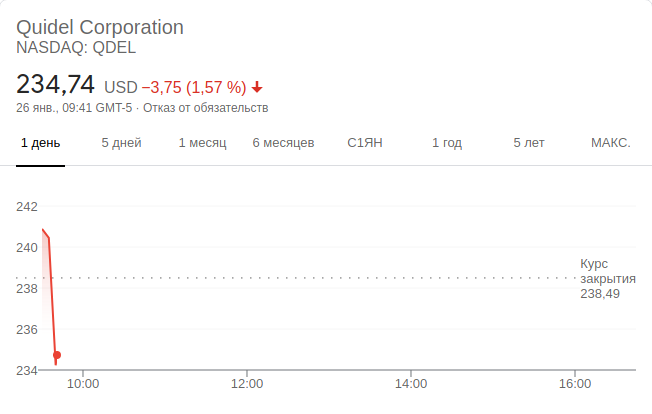 Quidel Corporation
NASDAQ: QDEL
234,74 USD −3,75 (1,57 %)
26 янв., 09:41 GMT-5 · Отказ от обязательств
1 день 5 дней 1 месяц 6 месяцев С1ЯН 1 год 5 лет МАКС.
242
240
238
236
234
Курс
закрытия
238,49
10:00 12:00 14:00 16:00